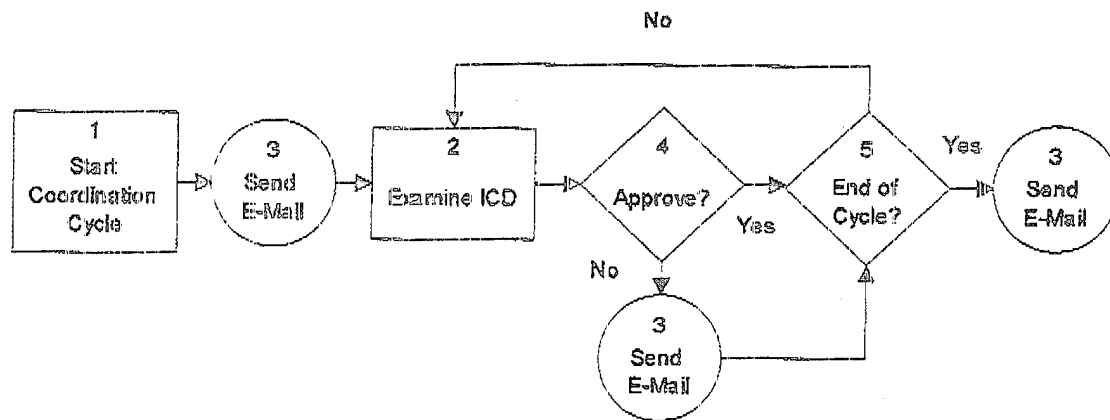 No
1
Start
Coordination
Cycle
3
Send
E-Mail
2
Examine ICD
4
Approve?
Yes
No
5
End of
Cycle?
Yes
3
Send
E-Mail
3
Send
E-Mail